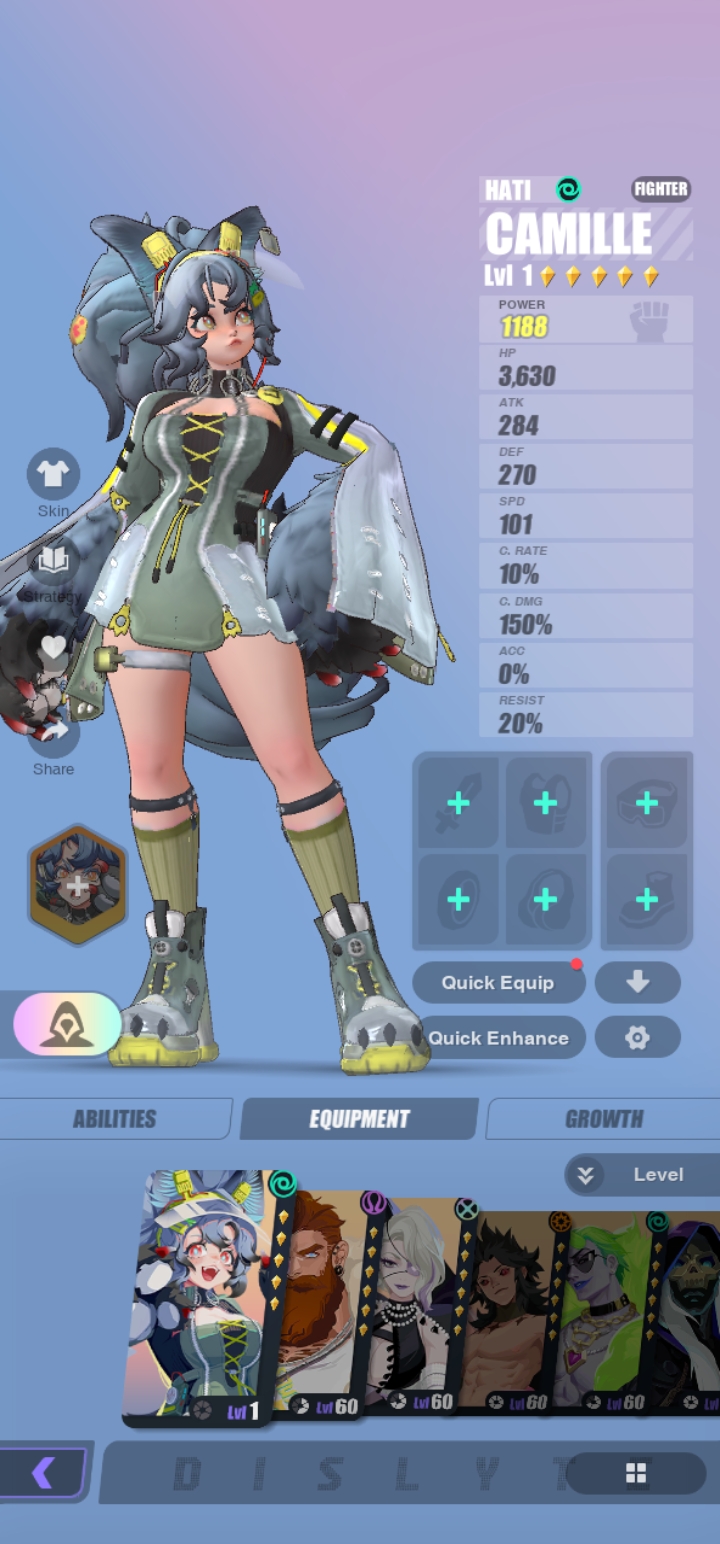 HATI
FIGHTER
CAMILLE
Lvl 1
POWER
1188
HP
3,630
ATK
284
DEF
270
SPD
101
C. RATE
10%
C. DMG
150%
ACC
0%
RESIST
20%
Skin
Strategy
Share
Quick Equip
Quick Enhance
ABILITIES
EQUIPMENT
GROWTH
Level
Lvl 1
Lvl 60
Lvl 60
Lvl 60
Lvl 60
D I S L Y T E